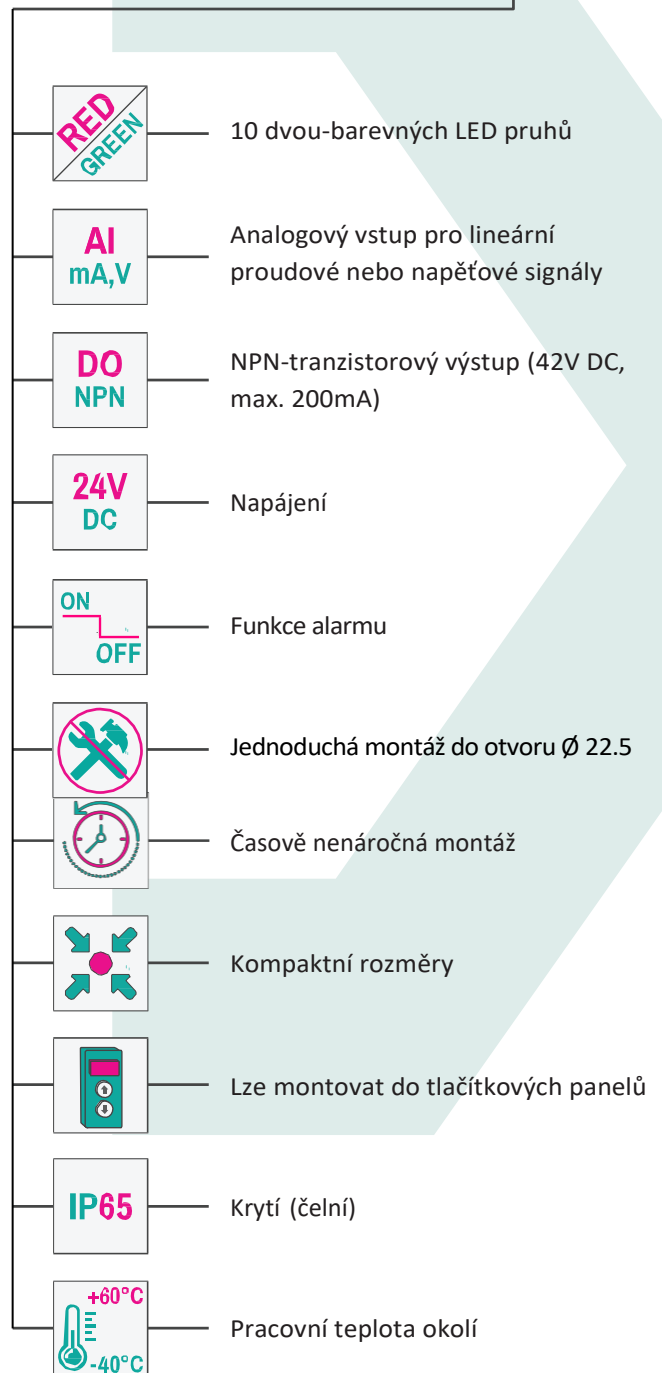 RED
GREEN
10 dvou-barevných LED pruhů
AI
mA,V
Analogový vstup pro lineární
proudové nebo napěťové signály
DO
NPN
NPN-tranzistorový výstup (42V DC,
max. 200mA)
24V
DC
Napájení
ON
OFF
Funkce alarmu
Jednoduchá montáž do otvoru Ø 22.5
Časově nenáročná montáž
Kompaktní rozměry
Lze montovat do tlačítkových panelů
IP65
Krytí (čelní)
+60°C
-40°C
Pracovní teplota okolí